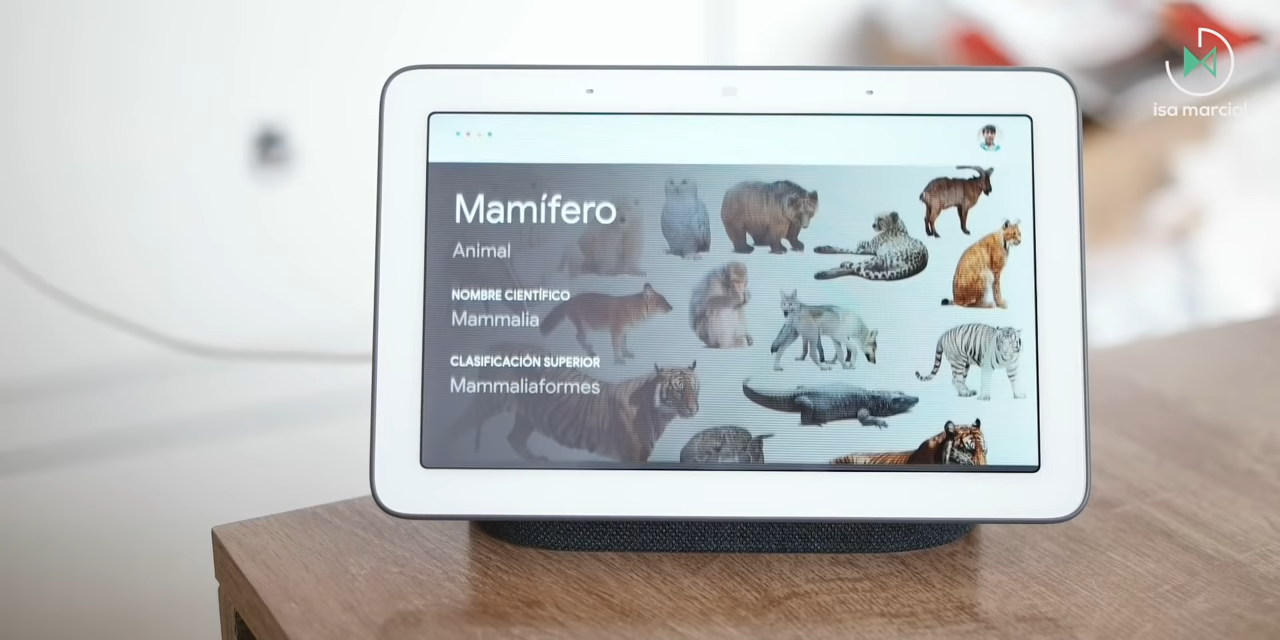 isa marcial
Mamífero
Animal
NOMBRE CIENTÍFICO
Mammalia
CLASIFICACIÓN SUPERIOR
Mammaliaformes